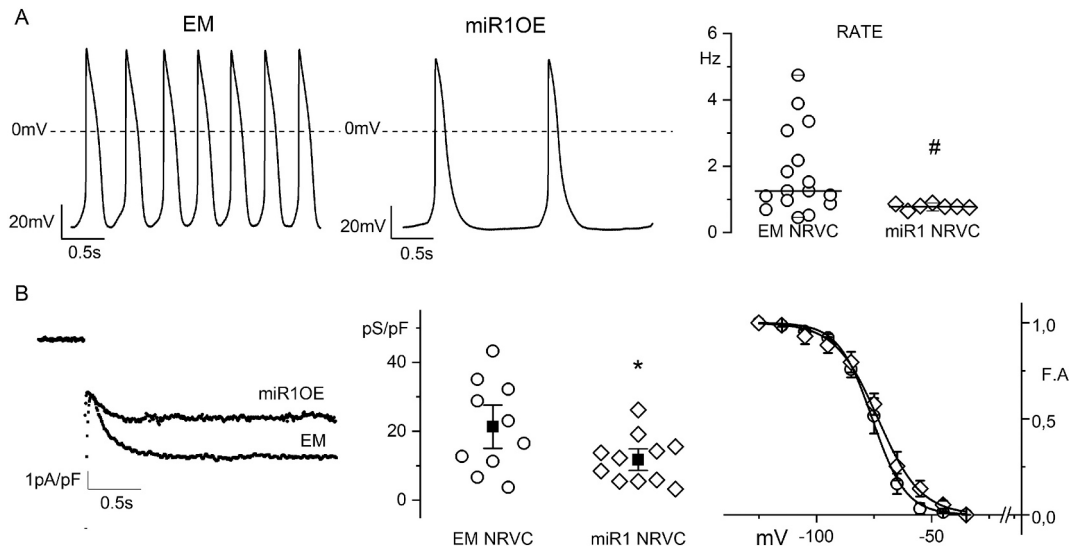 A
EM
miR1OE
RATE
0mV
0mV
20mV
20mV
0.5s
0.5s
Hz
6
4
2
0
#
EM NRVC
miR1 NRVC
B
miR1OE
EM
1pA/pF
0.5s
pS/pF
40
20
0
*
EM NRVC
miR1 NRVC
1,0
F.A
0,5
0,0
mV
-100
-50